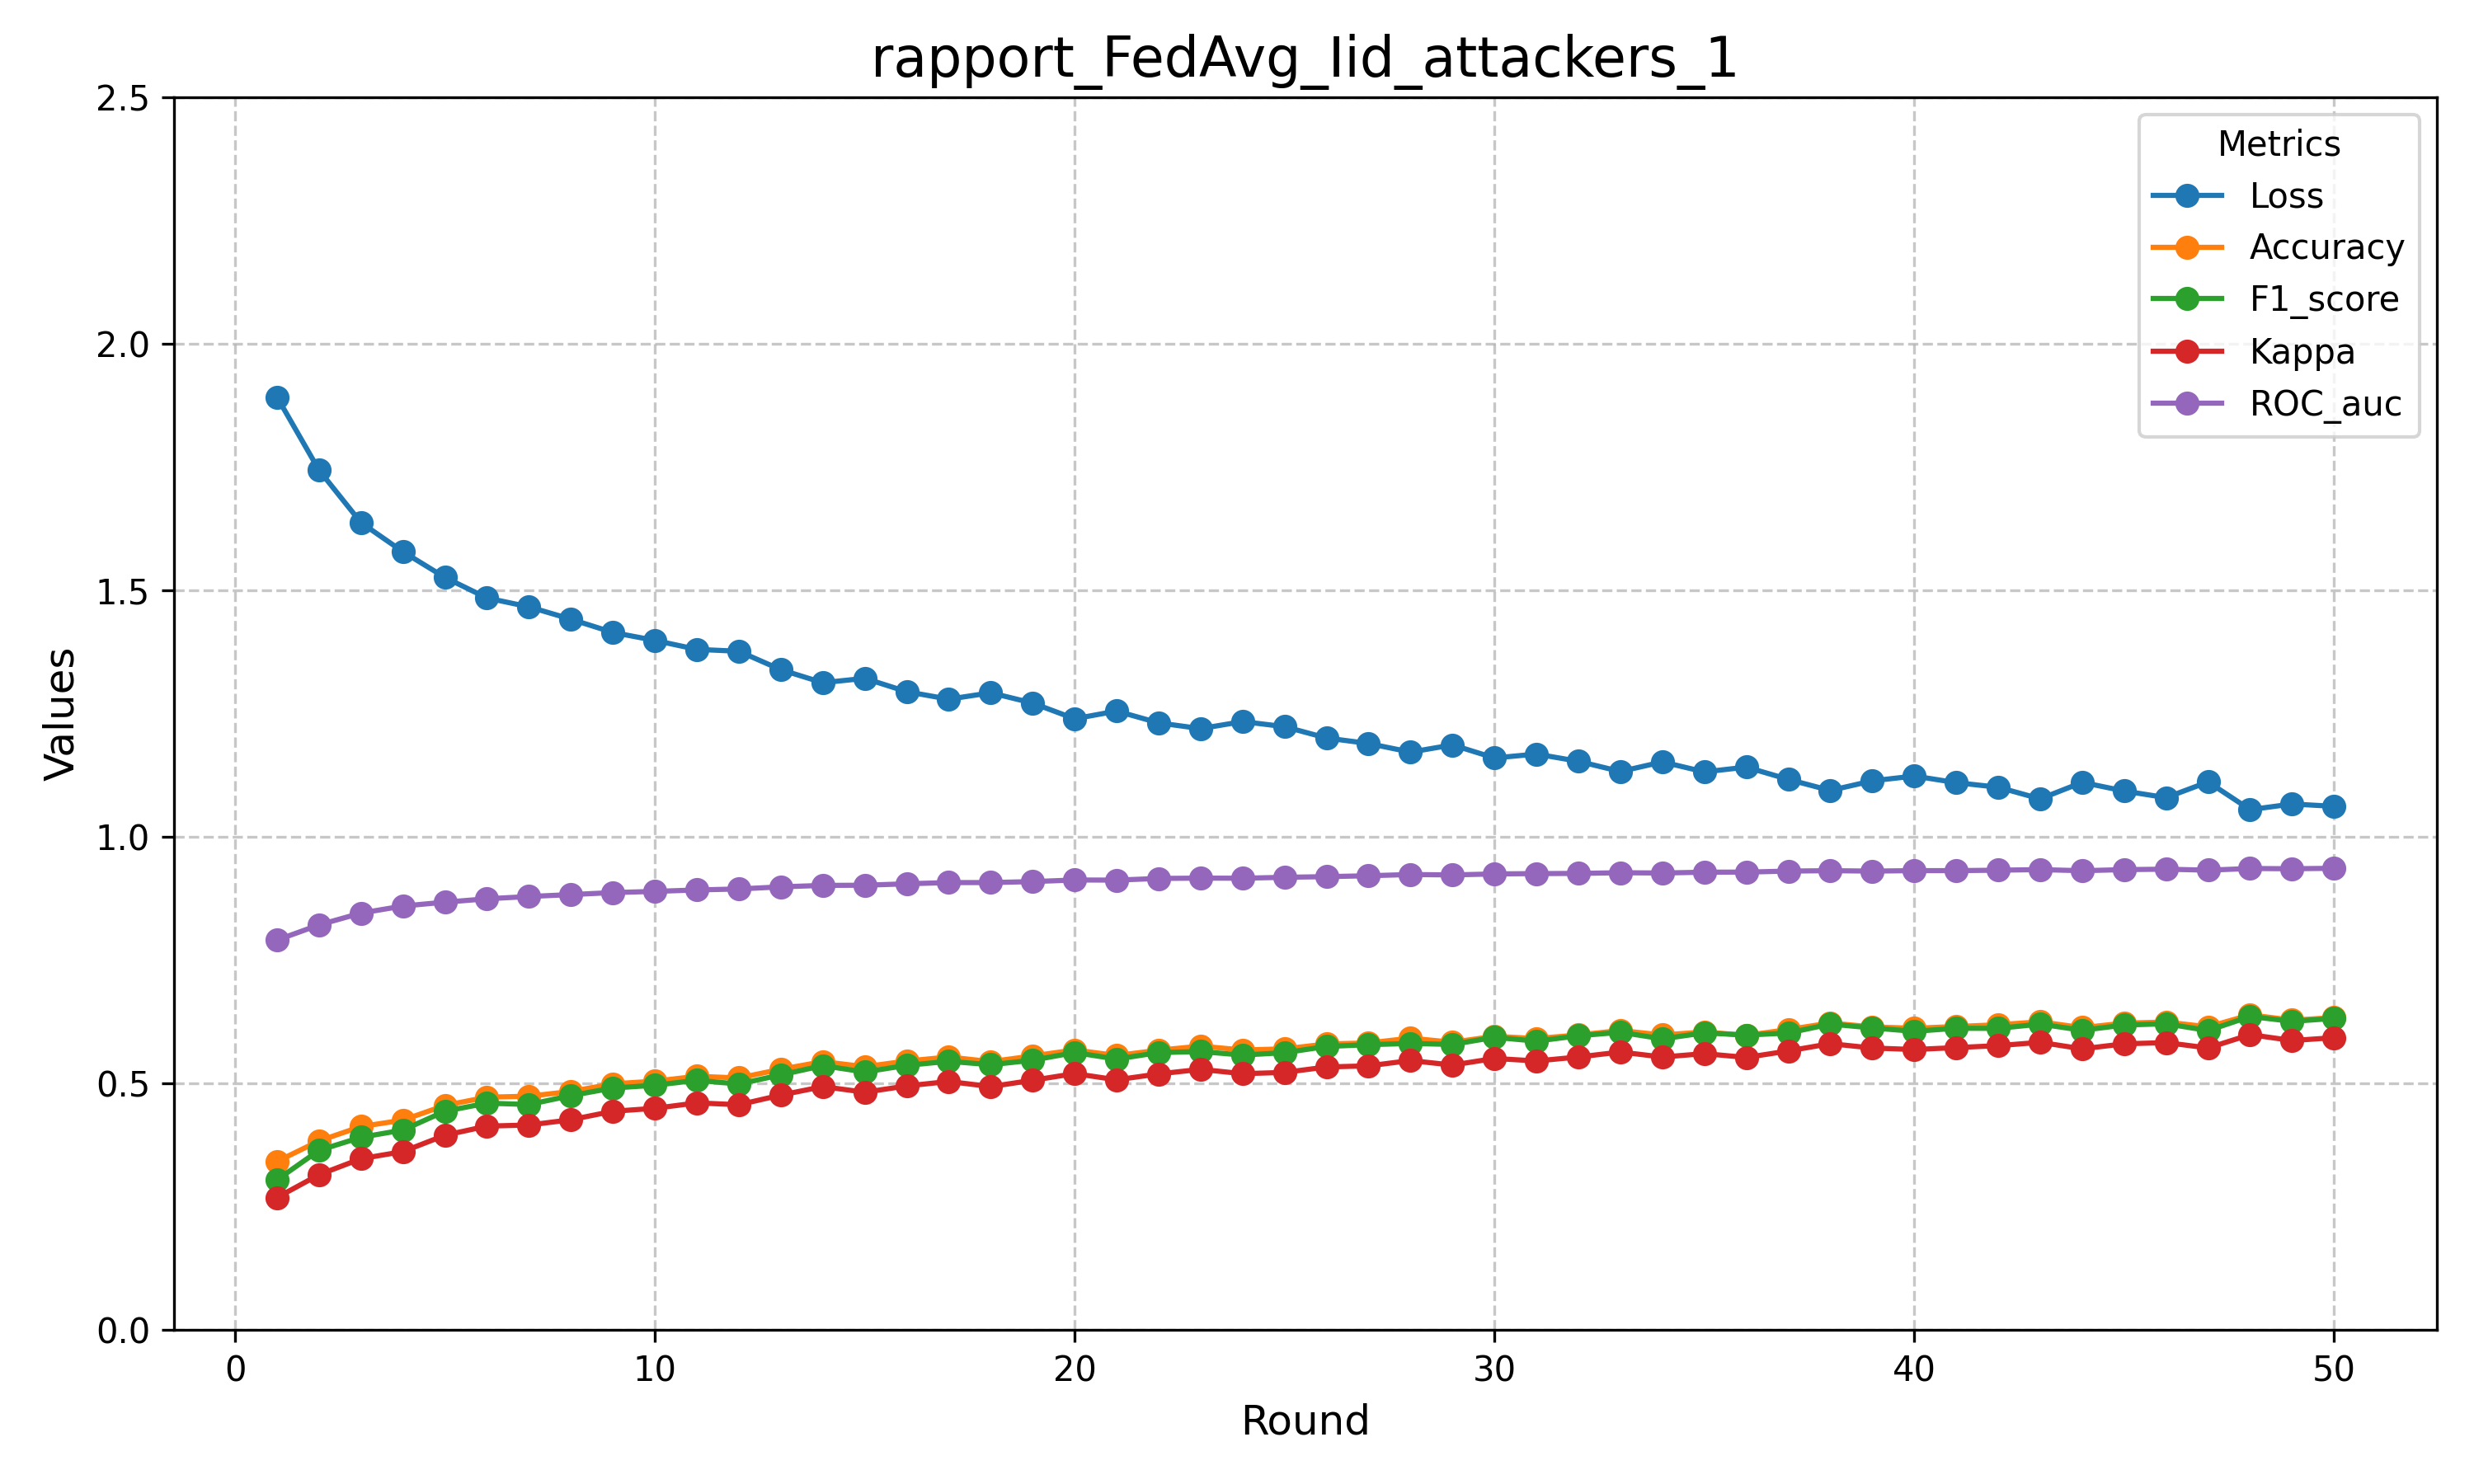 rapport_FedAvg_Iid_attackers_1
2.5
2.0
1.5
1.0
0.5
0.0
Values
0
10
20
30
40
50
Round
Metrics
Loss
Accuracy
F1_score
Kappa
ROC_auc